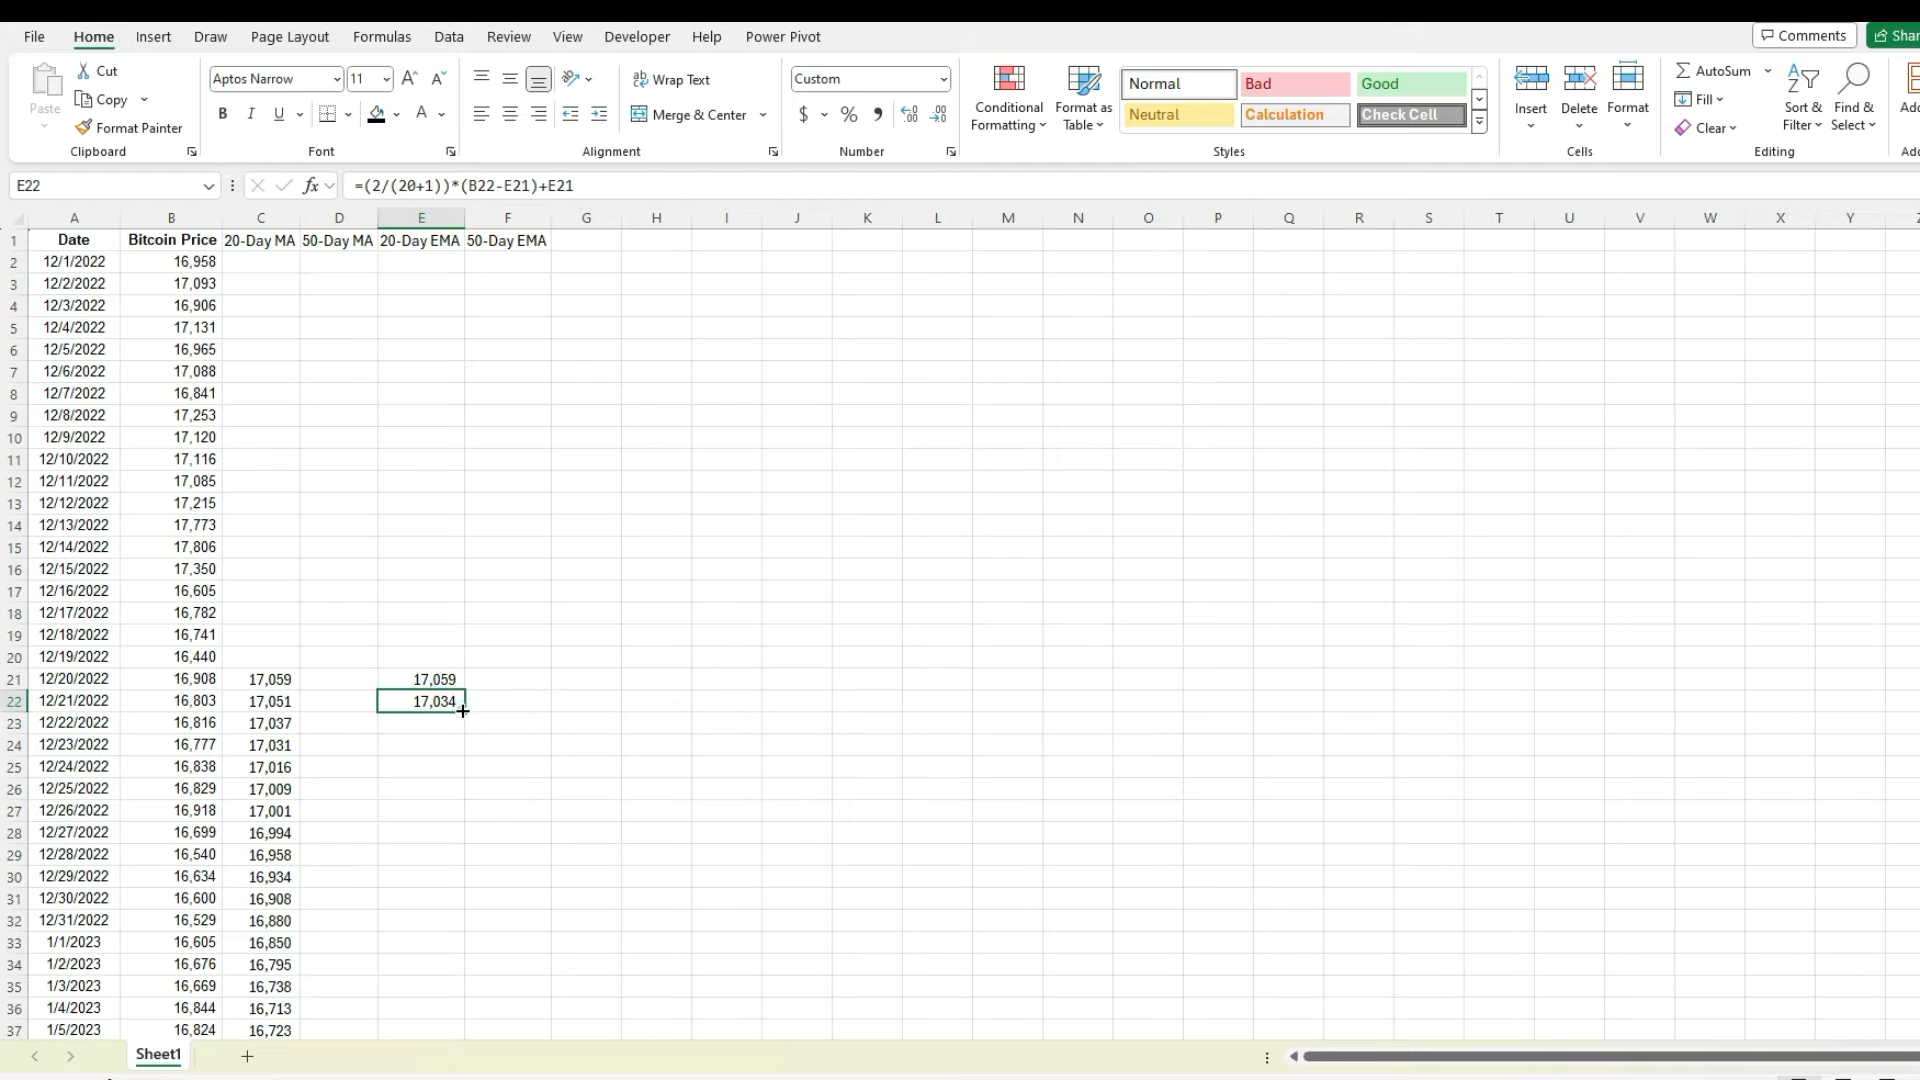 File Home Insert Draw Page Layout Formulas Data Review View Developer Help Power Pivot Comments Shar
Paste Cut Copy Format Painter Clipboard
Aptos Narrow 11 B I U A Font
ab Wrap Text Merge & Center Alignment
Custom $ % Number
Conditional Formatting Format as Table
Normal Bad Good
Neutral Calculation Check Cell
Styles
Insert Delete Format Cells
AutoSum Fill Clear Sort & Filter Find & Select Editing
Add
E22 fx =(2/(20+1))*(B22-E21)+E21
A B C D E F G H I J K L M N O P Q R S T U V W X Y Z
1 Date Bitcoin Price 20-Day MA 50-Day MA 20-Day EMA 50-Day EMA
2 12/1/2022 16,958
3 12/2/2022 17,093
4 12/3/2022 16,906
5 12/4/2022 17,131
6 12/5/2022 16,965
7 12/6/2022 17,088
8 12/7/2022 16,841
9 12/8/2022 17,253
10 12/9/2022 17,120
11 12/10/2022 17,116
12 12/11/2022 17,085
13 12/12/2022 17,215
14 12/13/2022 17,773
15 12/14/2022 17,806
16 12/15/2022 17,350
17 12/16/2022 16,605
18 12/17/2022 16,782
19 12/18/2022 16,741
20 12/19/2022 16,440
21 12/20/2022 16,908 17,059 17,059
22 12/21/2022 16,803 17,051 17,034
23 12/22/2022 16,816 17,037
24 12/23/2022 16,777 17,031
25 12/24/2022 16,838 17,016
26 12/25/2022 16,829 17,009
27 12/26/2022 16,918 17,001
28 12/27/2022 16,699 16,994
29 12/28/2022 16,540 16,958
30 12/29/2022 16,634 16,934
31 12/30/2022 16,600 16,908
32 12/31/2022 16,529 16,880
33 1/1/2023 16,605 16,850
34 1/2/2023 16,676 16,795
35 1/3/2023 16,669 16,738
36 1/4/2023 16,844 16,713
37 1/5/2023 16,824 16,723
Sheet1